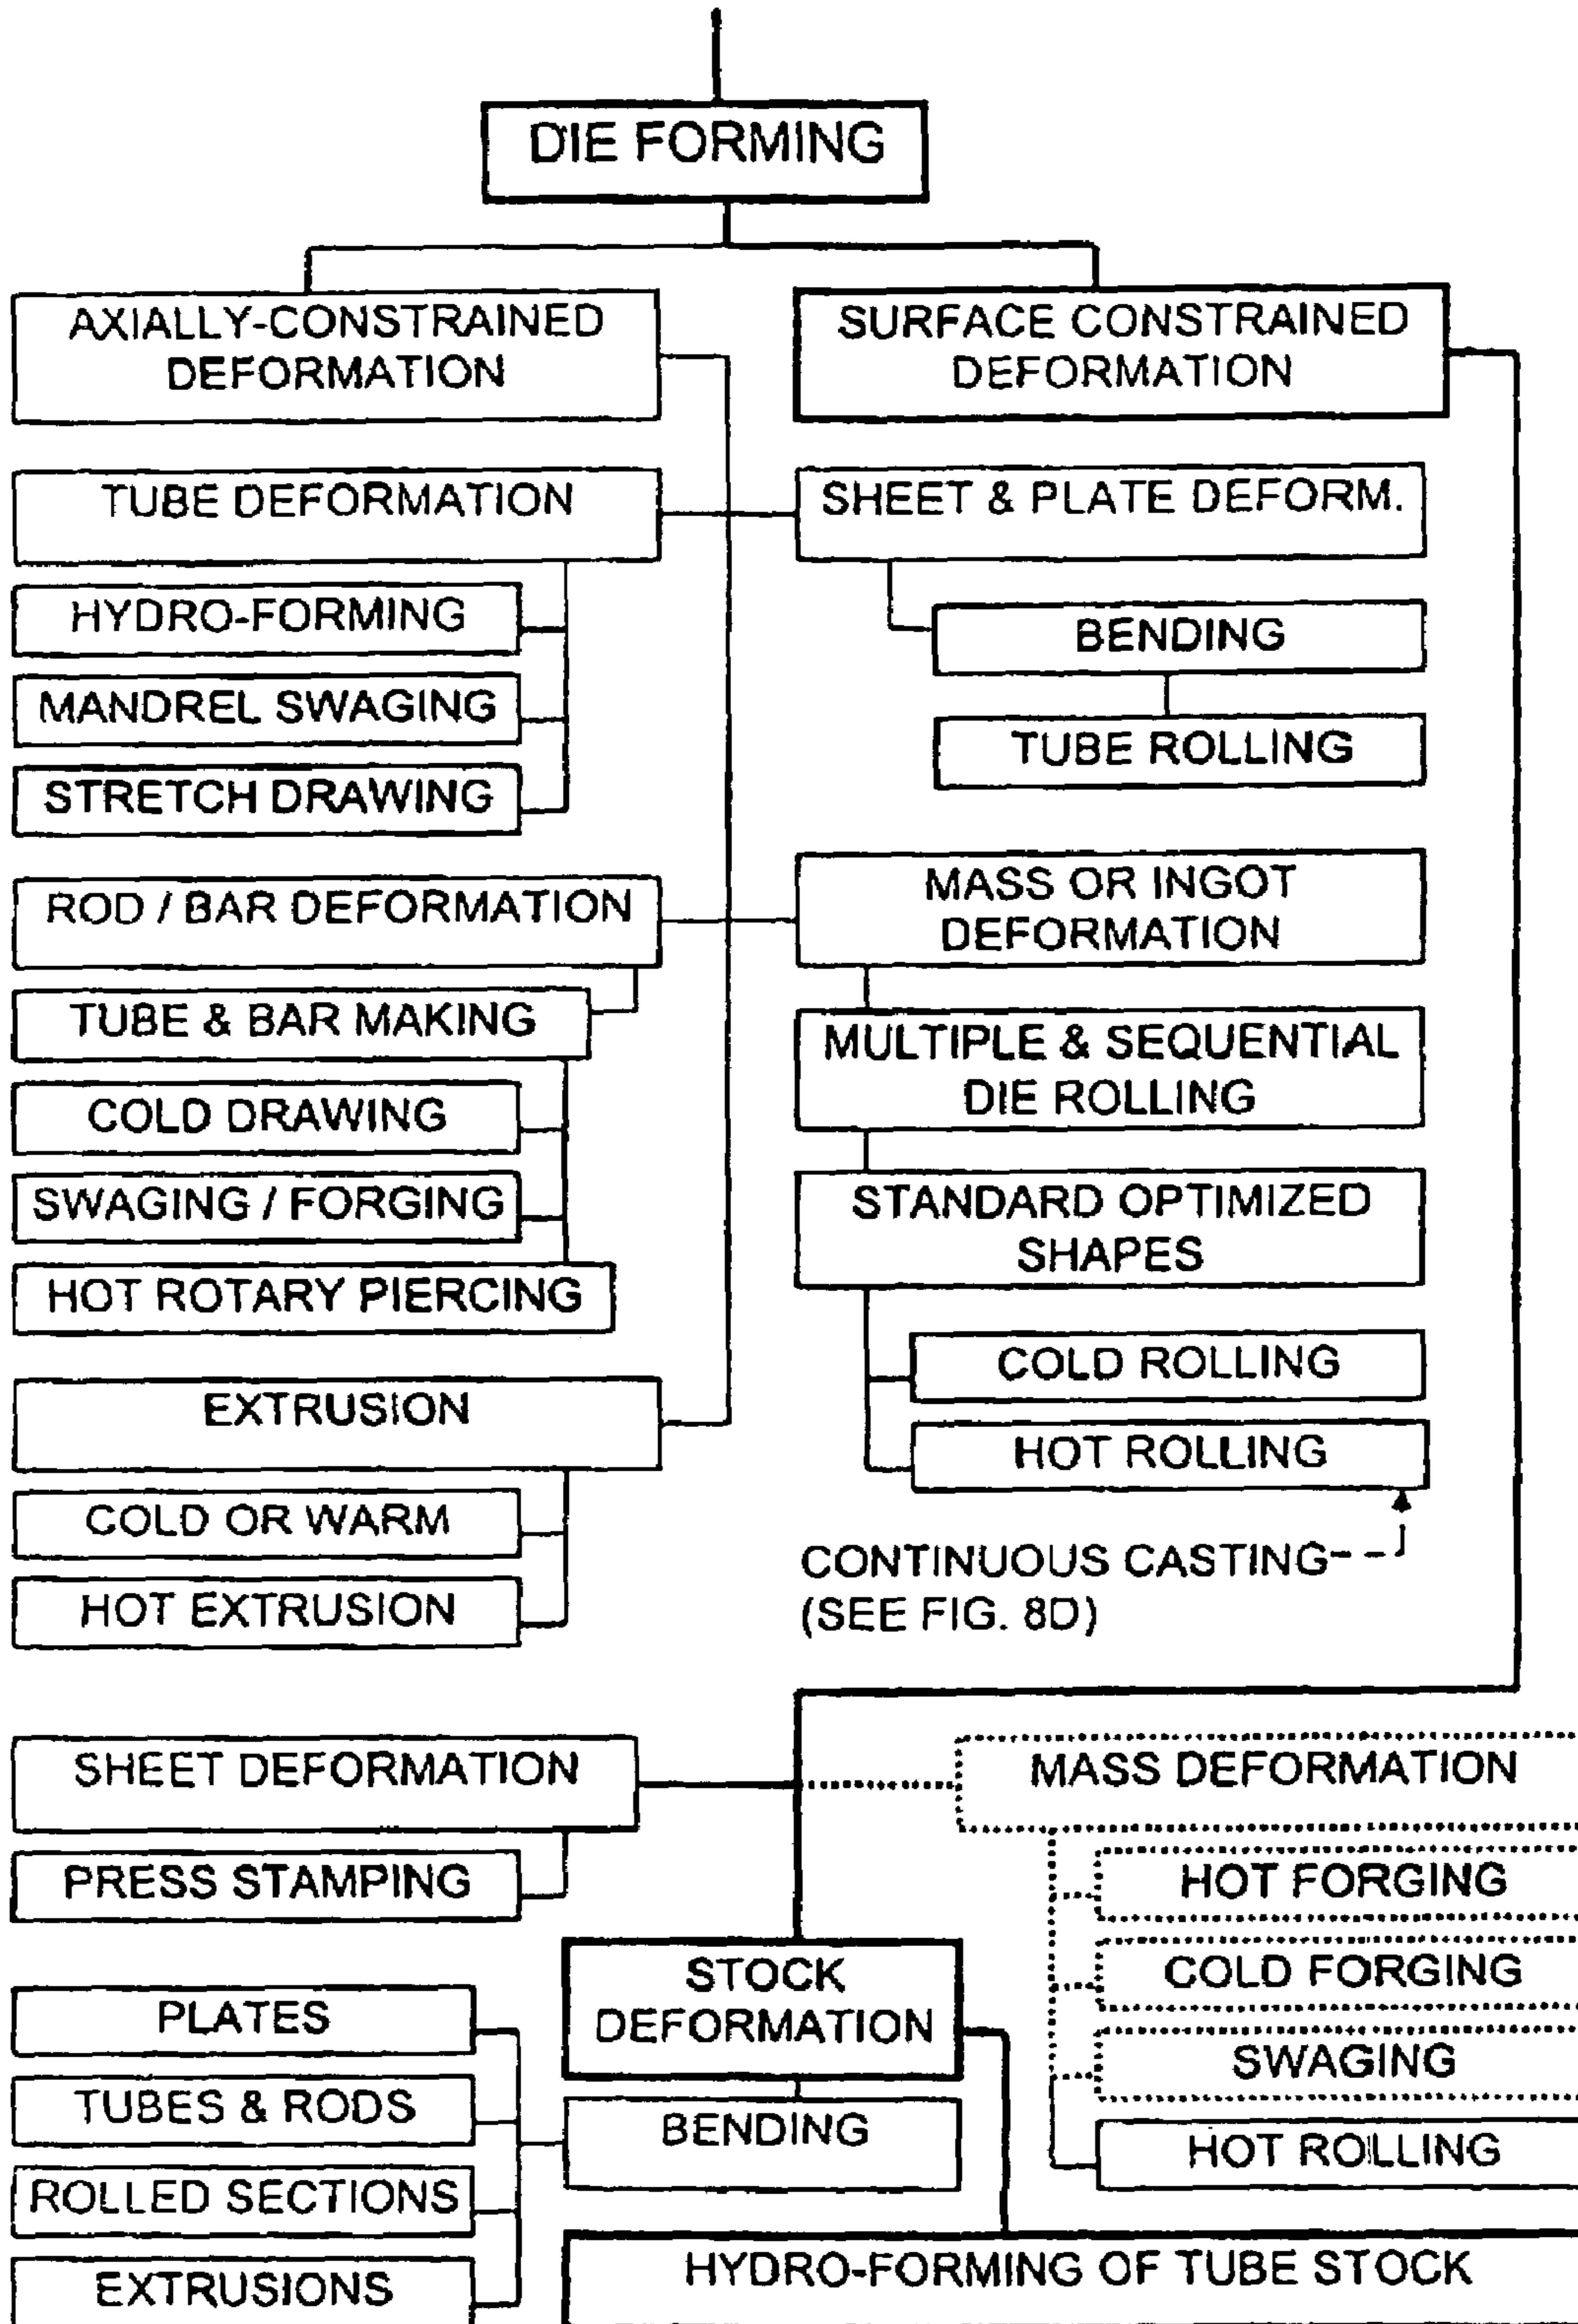 DIE FORMING
AXIALLY-CONSTRAINED
DEFORMATION
SURFACE CONSTRAINED
DEFORMATION
TUBE DEFORMATION
SHEET & PLATE DEFORM.
HYDRO-FORMING
BENDING
MANDREL SWAGING
TUBE ROLLING
STRETCH DRAWING
ROD / BAR DEFORMATION
MASS OR INGOT
DEFORMATION
TUBE & BAR MAKING
MULTIPLE & SEQUENTIAL
DIE ROLLING
COLD DRAWING
SWAGING / FORGING
STANDARD OPTIMIZED
SHAPES
HOT ROTARY PIERCING
COLD ROLLING
EXTRUSION
HOT ROLLING
COLD OR WARM
CONTINUOUS CASTING
(SEE FIG. 8D)
HOT EXTRUSION
SHEET DEFORMATION
MASS DEFORMATION
PRESS STAMPING
HOT FORGING
STOCK
DEFORMATION
COLD FORGING
PLATES
SWAGING
TUBES & RODS
BENDING
HOT ROLLING
ROLLED SECTIONS
EXTRUSIONS
HYDRO-FORMING OF TUBE STOCK